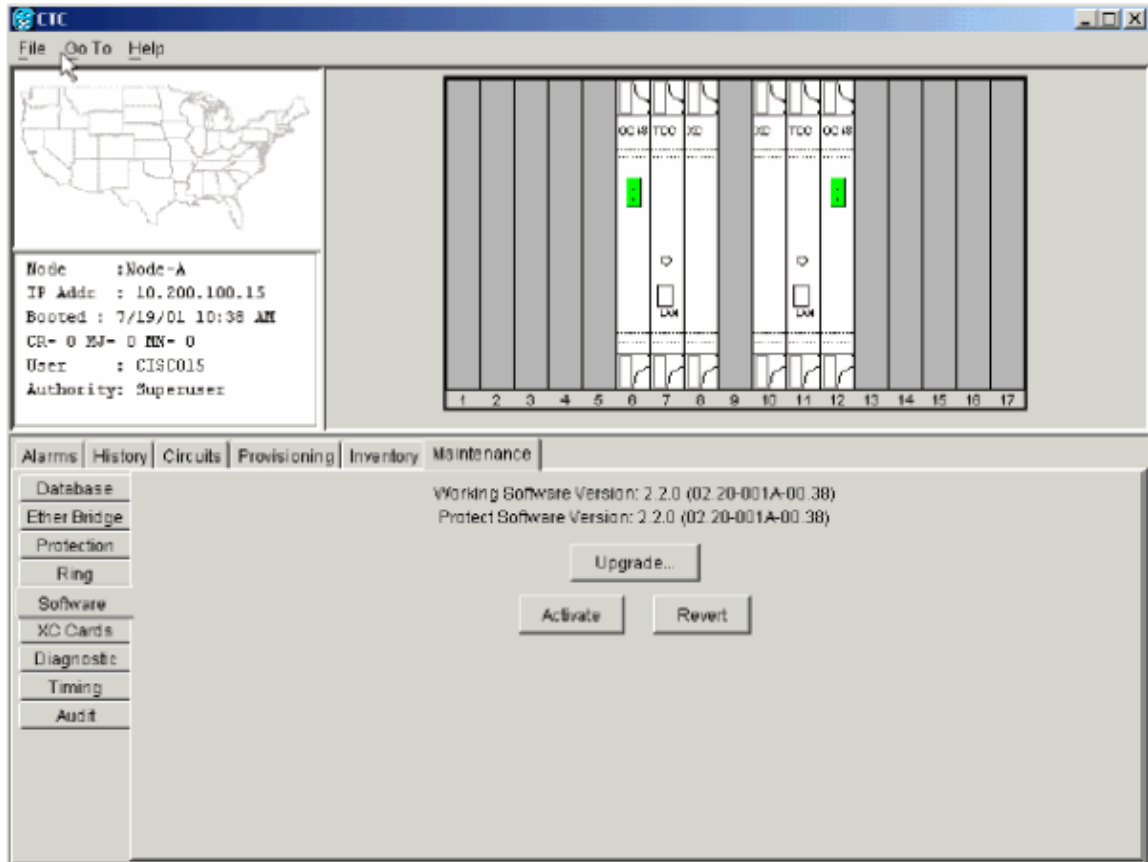 CTC
File Go To Help
OC48 TCC XC XC TCC OC48
LAN LAN
1 2 3 4 5 6 7 8 9 10 11 12 13 14 15 16 17
Node :Node-A
IP Addr : 10.200.100.15
Booted : 7/19/01 10:38 AM
CR- 0 MJ- 0 MN- 0
User : CISCO15
Authority: Superuser
Alarms History Circuits Provisioning Inventory Maintenance
Database
Ether Bridge
Protection
Ring
Software
XC Cards
Diagnostic
Timing
Audit
Working Software Version: 2.2.0 (02.20-001A-00.38)
Protect Software Version: 2.2.0 (02.20-001A-00.38)
Upgrade...
Activate Revert